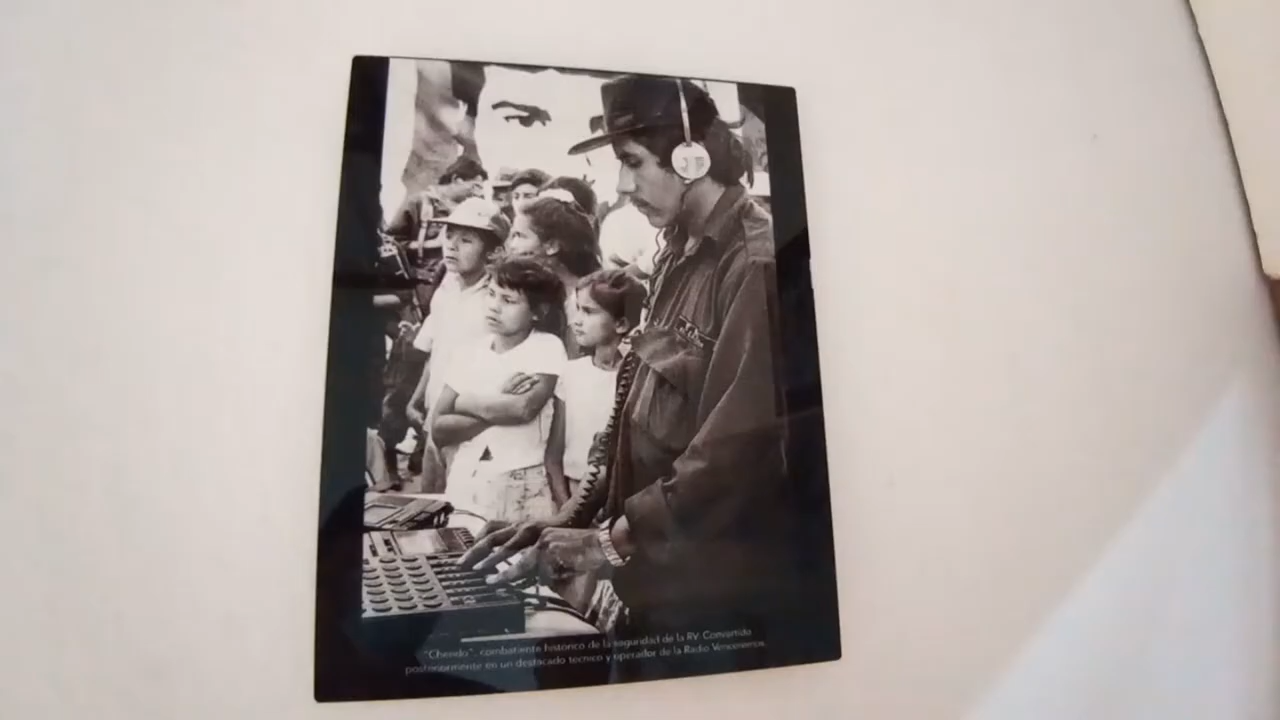 "Chendo", combatiente histórico de la seguridad de la RV. Convertido
posteriormente en un destacado técnico y operador de la Radio Venceremos.